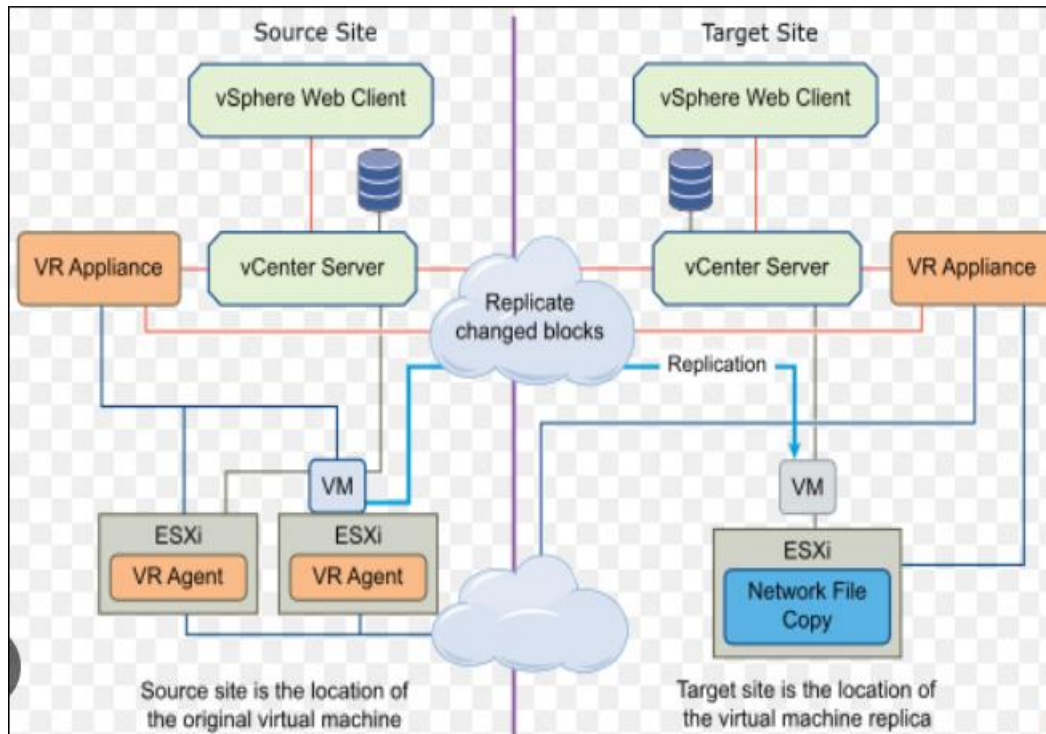 Source Site
Target Site
vSphere Web Client
vSphere Web Client
VR Appliance
vCenter Server
vCenter Server
VR Appliance
Replicate
changed blocks
Replication
VM
VM
ESXi
VR Agent
ESXi
VR Agent
ESXi
Network File
Copy
Source site is the location of
the original virtual machine
Target site is the location of
the virtual machine replica